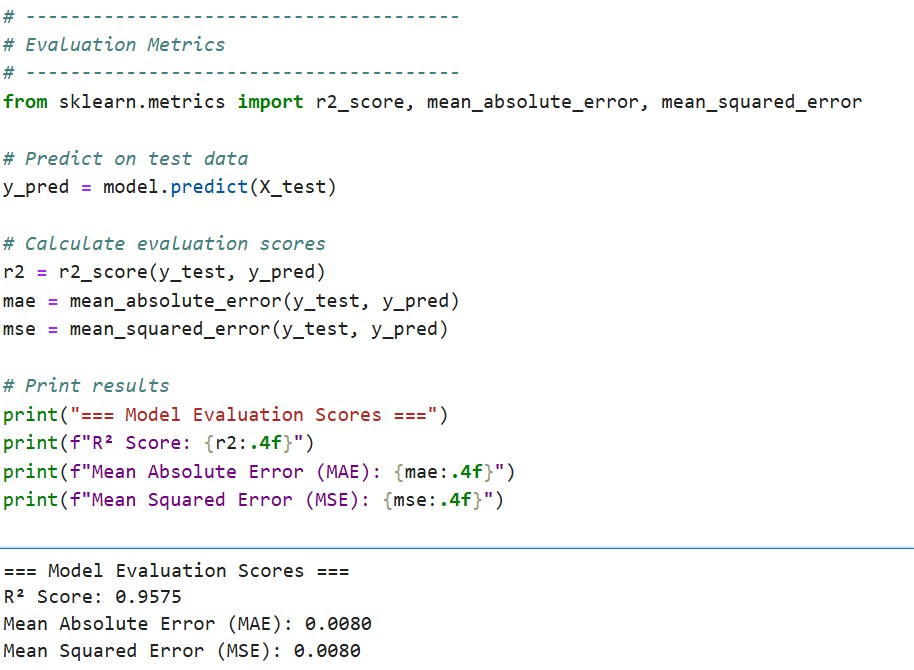 # ---------------------------------------
# Evaluation Metrics
# ---------------------------------------
from sklearn.metrics import r2_score, mean_absolute_error, mean_squared_error
# Predict on test data
y_pred = model.predict(X_test)
# Calculate evaluation scores
r2 = r2_score(y_test, y_pred)
mae = mean_absolute_error(y_test, y_pred)
mse = mean_squared_error(y_test, y_pred)
# Print results
print("=== Model Evaluation Scores ===")
print(f"R² Score: {r2:.4f}")
print(f"Mean Absolute Error (MAE): {mae:.4f}")
print(f"Mean Squared Error (MSE): {mse:.4f}")
=== Model Evaluation Scores ===
R² Score: 0.9575
Mean Absolute Error (MAE): 0.0080
Mean Squared Error (MSE): 0.0080